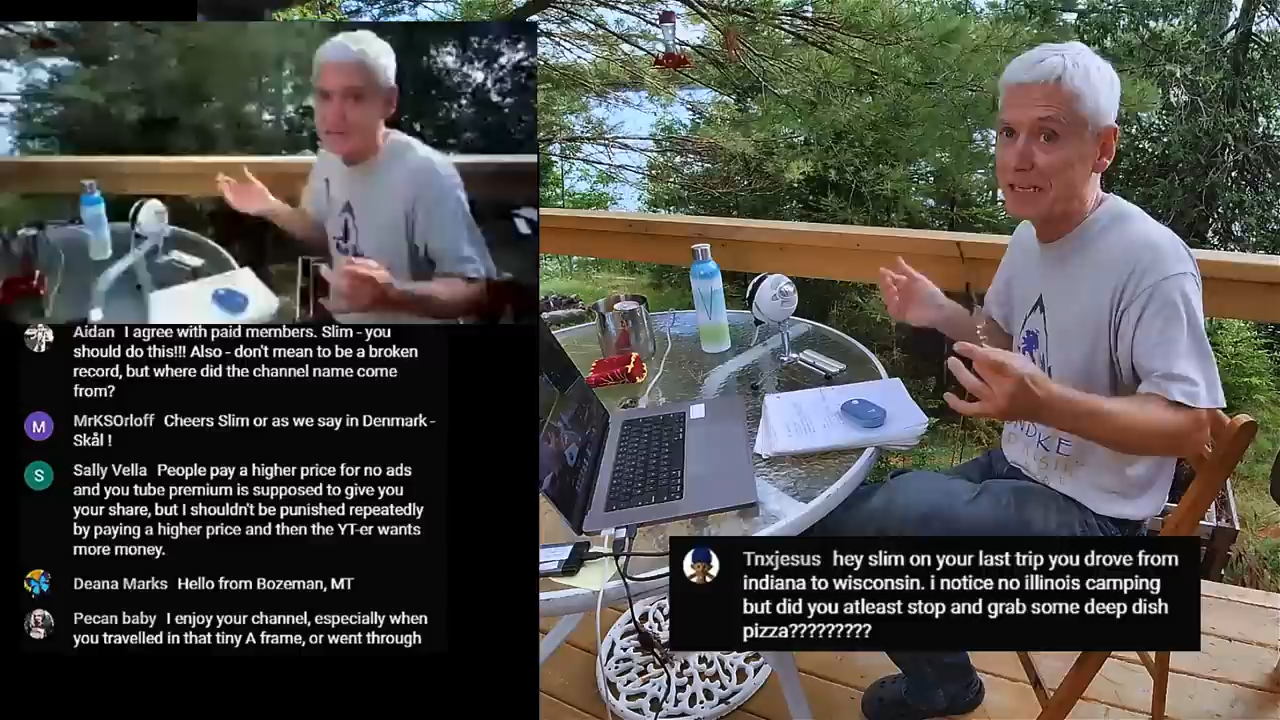 Aidan I agree with paid members. Slim - you
should do this!!! Also - don't mean to be a broken
record, but where did the channel name come
from?
M
MrKSOrloff Cheers Slim or as we say in Denmark -
Skål !
S
Sally Vella People pay a higher price for no ads
and you tube premium is supposed to give you
your share, but I shouldn't be punished repeatedly
by paying a higher price and then the YT-er wants
more money.
Deana Marks Hello from Bozeman, MT
Pecan baby I enjoy your channel, especially when
you travelled in that tiny A frame, or went through
Tnxjesus hey slim on your last trip you drove from
indiana to wisconsin. i notice no illinois camping
but did you atleast stop and grab some deep dish
pizza?????????